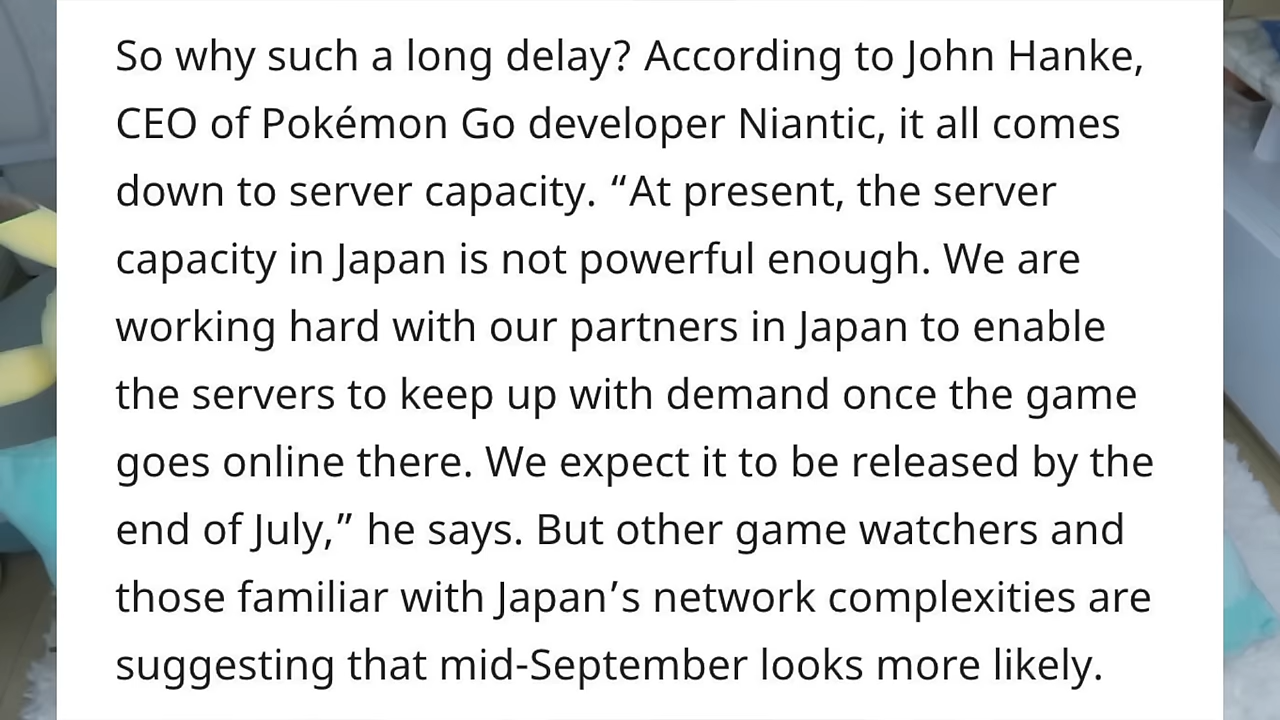 So why such a long delay? According to John Hanke,
CEO of Pokémon Go developer Niantic, it all comes
down to server capacity. “At present, the server
capacity in Japan is not powerful enough. We are
working hard with our partners in Japan to enable
the servers to keep up with demand once the game
goes online there. We expect it to be released by the
end of July,” he says. But other game watchers and
those familiar with Japan’s network complexities are
suggesting that mid-September looks more likely.